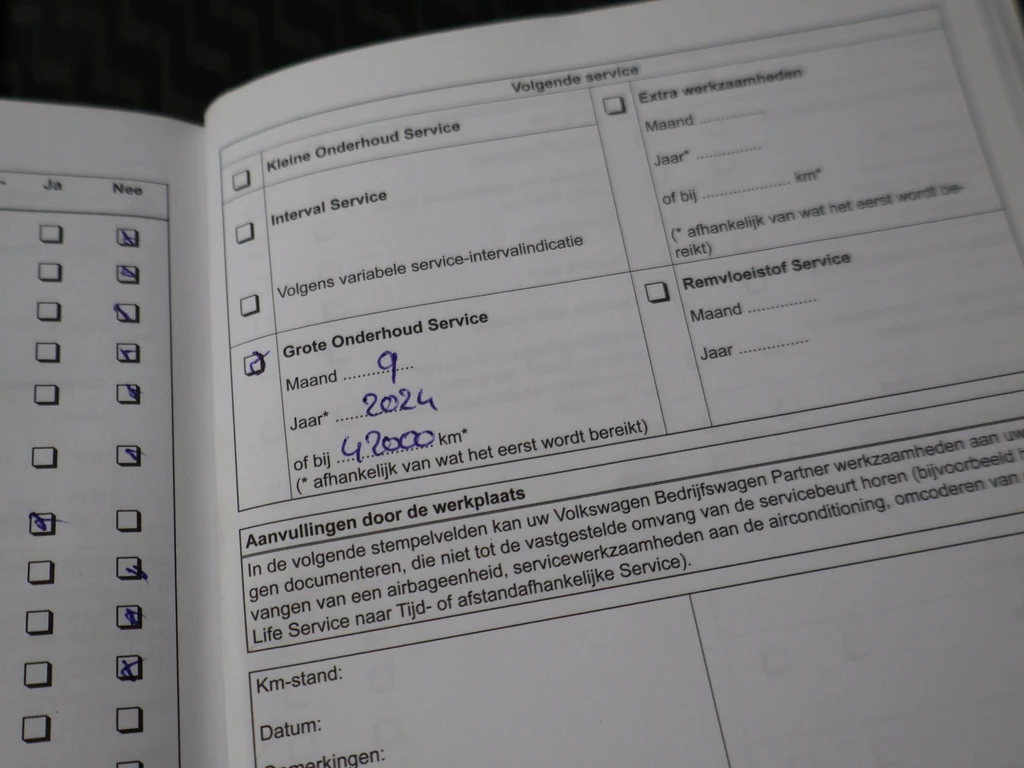 Ja Nee
Volgende service
Kleine Onderhoud Service
Interval Service
Volgens variabele service-intervalindicatie
Grote Onderhoud Service
Maand ............ 9 ...
Jaar* ...... 2024
of bij 42000 km*
(* afhankelijk van wat het eerst wordt bereikt)
Extra werkzaamheden
Maand ..............
Jaar* ..............
of bij ................... km*
(* afhankelijk van wat het eerst wordt be-
reikt)
Remvloeistof Service
Maand ...............
Jaar ...............
Aanvullingen door de werkplaats
In de volgende stempelvelden kan uw Volkswagen Bedrijfswagen Partner werkzaamheden aan uw
gen documenteren, die niet tot de vastgestelde omvang van de servicebeurt horen (bijvoorbeeld
vangen van een airbageenheid, servicewerkzaamheden aan de airconditioning, omcoderen van
Life Service naar Tijd- of afstandafhankelijke Service).
Km-stand:
Datum: